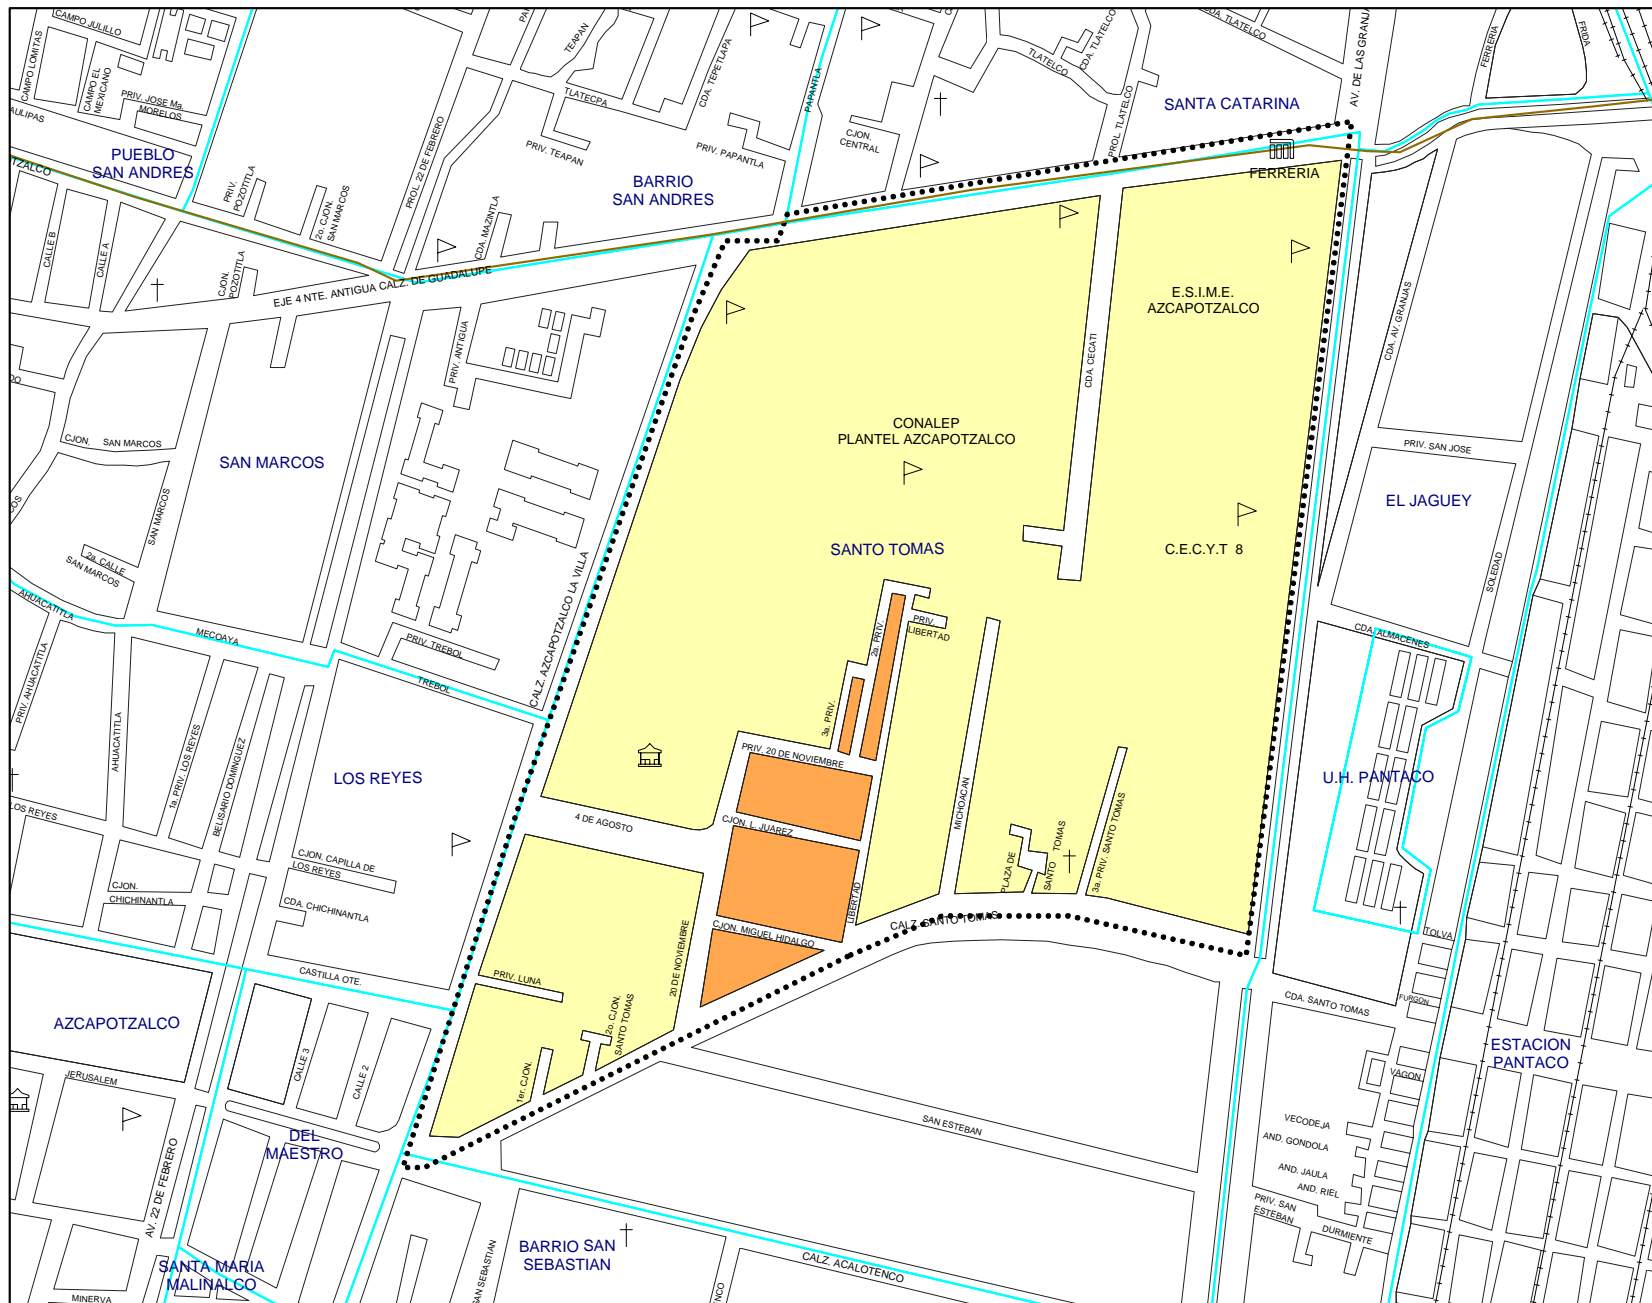 CAMPO JULILLO
CAMPO LOMITAS
CAMPO EL
MEXICANO
PRIV. JOSE Ma.
MORELOS
AULIPAS
PUEBLO
SAN ANDRES
TZALCO
PRIV.
POZOTITLA
2o. CJON.
SAN MARCOS
PROL. 22 DE FEBRERO
TEAPAN
TLATECPA
PRIV. TEAPAN
CDA. TEPETLAPA
PRIV. PAPANTLA
PAPANTLA
BARRIO
SAN ANDRES
CJON.
CENTRAL
TLATELCO
CDA. TLATELCO
CDA. TLATELCO
PROL. TLATELCO
SANTA CATARINA
AV. DE LAS GRANJA
FERRERIA
FRIDA
FERRERIA
CALLE B
CALLE A
CJON.
POZOTITLA
CDA. MAZINTLA
EJE 4 NTE. ANTIGUA CALZ. DE GUADALUPE
PRIV. ANTIGUA
E.S.I.M.E.
AZCAPOTZALCO
CDA. CECATI
CDA. AV. GRANJAS
CONALEP
PLANTEL AZCAPOTZALCO
DO
CJON. SAN MARCOS
SAN MARCOS
SAN MARCOS
COS
2a. CALLE
SAN MARCOS
PRIV. SAN JOSE
EL JAGUEY
SOLEDAD
SANTO TOMAS
C.E.C.Y.T 8
AHUACATITLA
MECOAYA
PRIV. TREBOL
TREBOL
CALZ. AZCAPOTZALCO LA VILLA
2a. PRIV.
PRIV.
LIBERTAD
3a. PRIV.
CDA. ALMACENES
PRIV. AHUACATITLA
AHUACATITLA
1a. PRIV. LOS REYES
BELISARIO DOMINGUEZ
LOS REYES
LOS REYES
PRIV. 20 DE NOVIEMBRE
4 DE AGOSTO
CJON. L. JUAREZ
MICHOACAN
U.H. PANTACO
PLAZA DE
SANTO TOMAS
3a. PRIV. SANTO TOMAS
CJON. CAPILLA DE
LOS REYES
CJON.
CHICHINANTLA
CDA. CHICHINANTLA
LIBERTAD
CALZ. SANTO TOMAS
CJON. MIGUEL HIDALGO
20 DE NOVIEMBRE
TOLVA
CASTILLA OTE.
PRIV. LUNA
2o. CJON.
SANTO TOMAS
1er. CJON.
CDA. SANTO TOMAS
FURGON
AZCAPOTZALCO
CALLE 3
CALLE 2
JERUSALEM
ESTACION
PANTACO
VAGON
SAN ESTEBAN
VECODEJA
AND. GONDOLA
AND. JAULA
AND. RIEL
PRIV. SAN
ESTEBAN
DURMIENTE
DEL
MAESTRO
AV. 22 DE FEBRERO
SANTA MARIA
MALINALCO
MINERVA
SAN SEBASTIAN
BARRIO SAN
SEBASTIAN
CALZ. ACALOTENCO
NCO